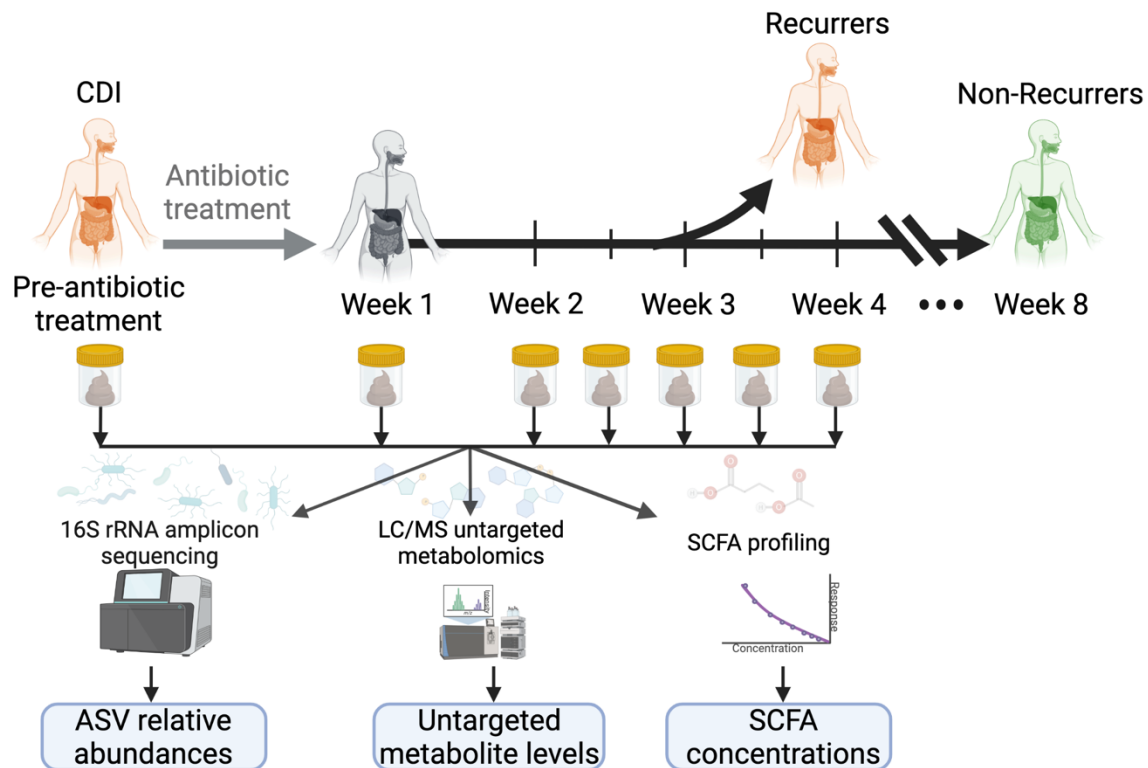 Recurrers
CDI
Non-Recurrers
Antibiotic
treatment
Pre-antibiotic
treatment
Week 1
Week 2
Week 3
Week 4
•••
Week 8
16S rRNA amplicon
sequencing
LC/MS untargeted
metabolomics
SCFA profiling
O
H
O
O
H
O
Intensity
m/z
Response
Concentration
ASV relative
abundances
Untargeted
metabolite levels
SCFA
concentrations